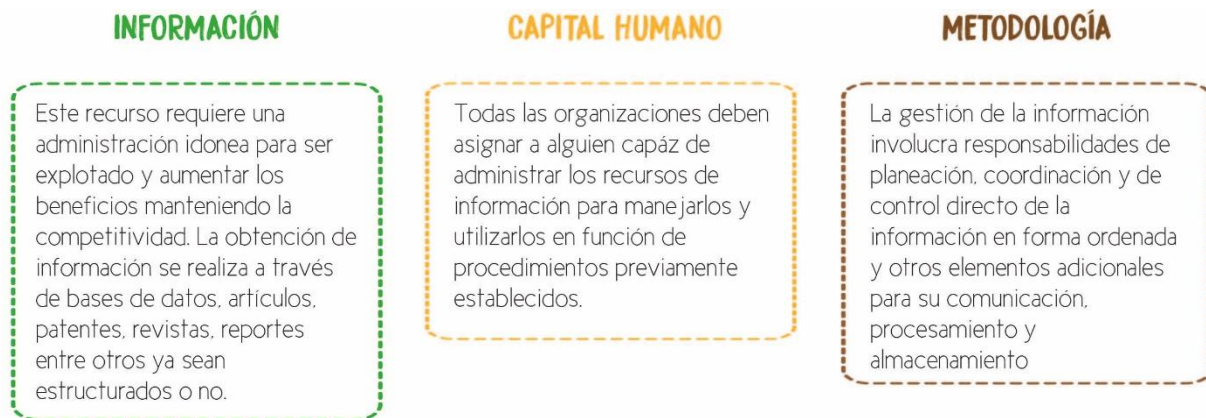 INFORMACIÓN
Este recurso requiere una
administración idonea para ser
explotado y aumentar los
beneficios manteniendo la
competitividad. La obtención de
información se realiza a través
de bases de datos, artículos,
patentes, revistas, reportes
entre otros ya sean
estructurados o no.
CAPITAL HUMANO
Todas las organizaciones deben
asignar a alguien capáz de
administrar los recursos de
información para manejarlos y
utilizarlos en función de
procedimientos previamente
establecidos.
METODOLOGÍA
La gestión de la información
involucra responsabilidades de
planeación, coordinación y de
control directo de la
información en forma ordenada
y otros elementos adicionales
para su comunicación,
procesamiento y
almacenamiento